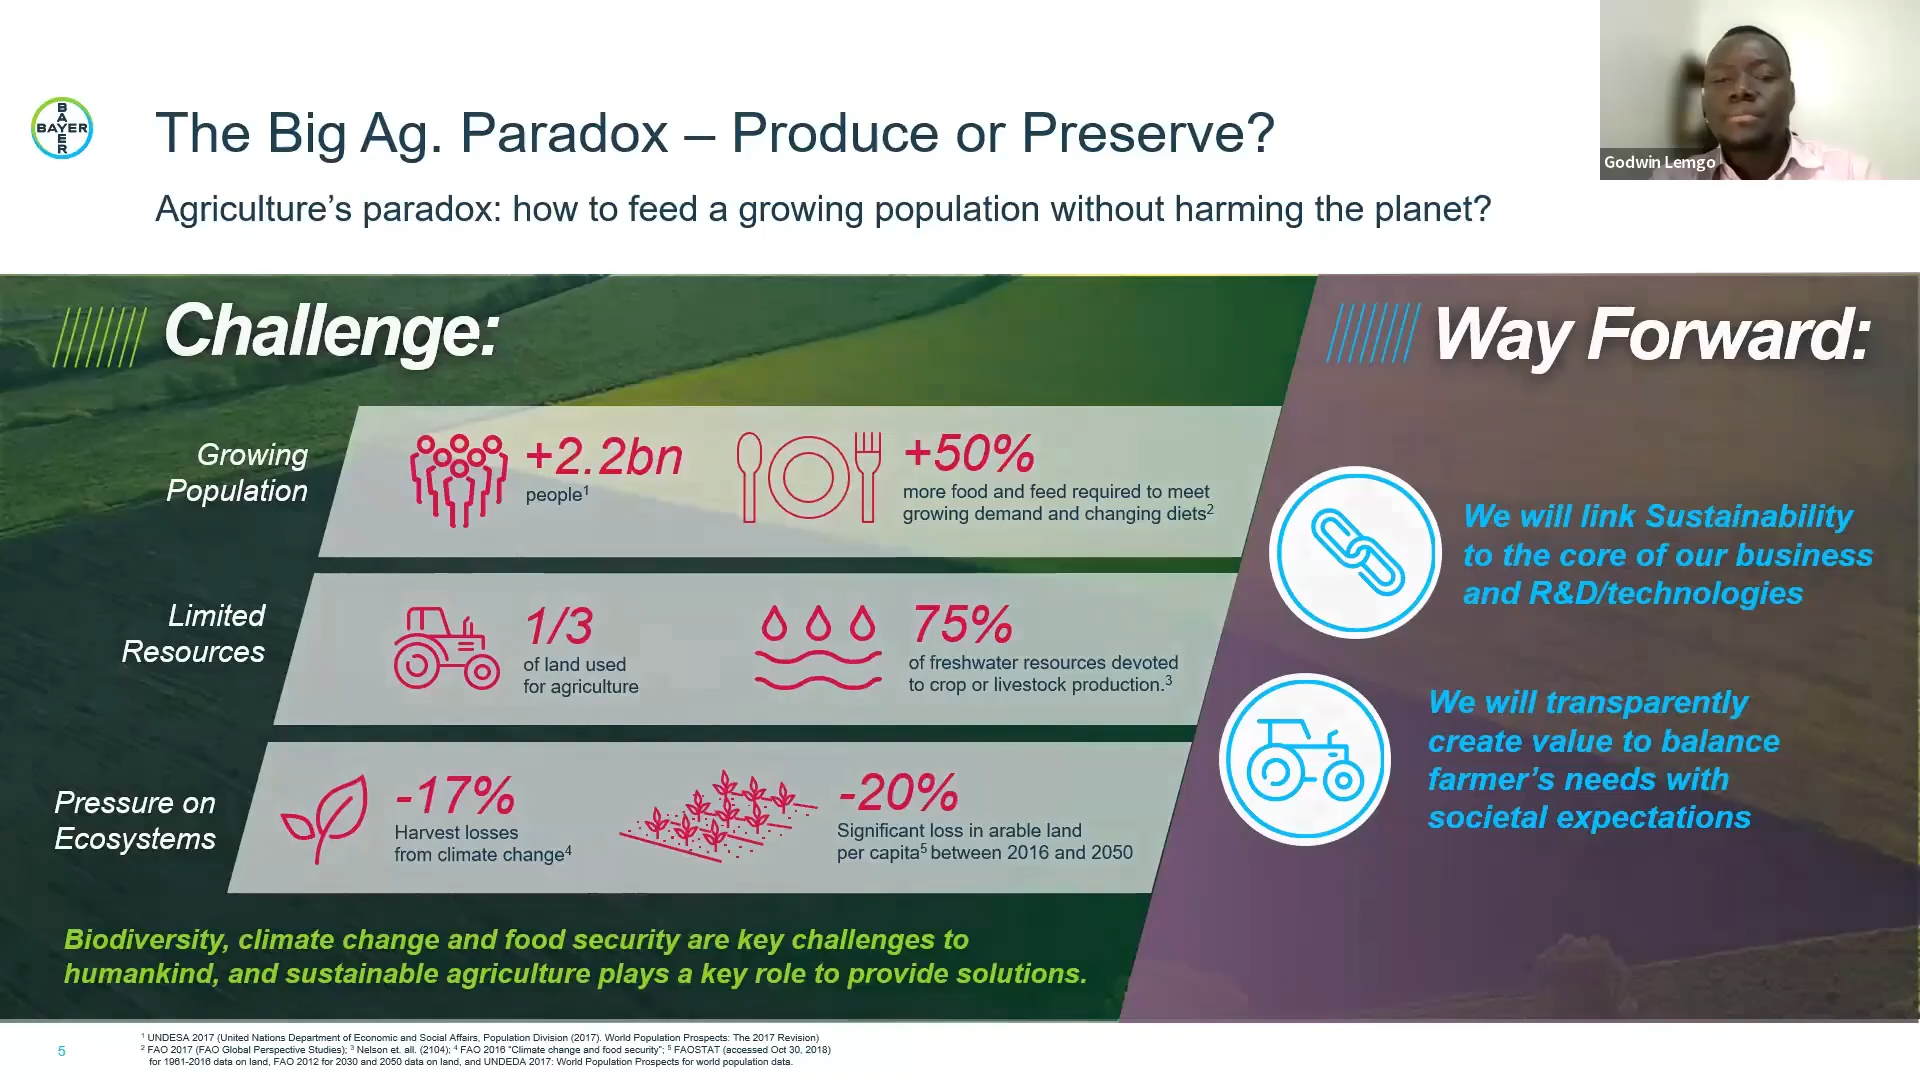 BAYER
BAYER
The Big Ag. Paradox – Produce or Preserve?
Agriculture’s paradox: how to feed a growing population without harming the planet?
Godwin Lemgo
Challenge:
Growing
Population
+2.2bn
people¹
+50%
more food and feed required to meet
growing demand and changing diets²
Limited
Resources
1/3
of land used
for agriculture
75%
of freshwater resources devoted
to crop or livestock production.³
Pressure on
Ecosystems
-17%
Harvest losses
from climate change⁴
-20%
Significant loss in arable land
per capita⁵ between 2016 and 2050
Biodiversity, climate change and food security are key challenges to
humankind, and sustainable agriculture plays a key role to provide solutions.
Way Forward:
We will link Sustainability
to the core of our business
and R&D/technologies
We will transparently
create value to balance
farmer’s needs with
societal expectations
5
¹ UNDESA 2017 (United Nations Department of Economic and Social Affairs, Population Division (2017). World Population Prospects: The 2017 Revision)
² FAO 2017 (FAO Global Perspective Studies); ³ Nelson et. all. (2104); ⁴ FAO 2016 “Climate change and food security”; ⁵ FAOSTAT (accessed Oct 30, 2018)
for 1961-2016 data on land, FAO 2012 for 2030 and 2050 data on land, and UNDEDA 2017: World Population Prospects for world population data.